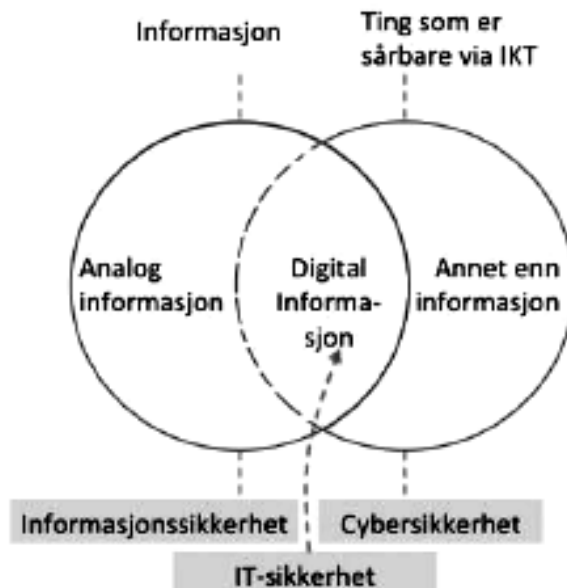 Informasjon
Ting som er
sårbare via IKT
Analog
informasjon
Digital
Informa-
sjon
Annet enn
informasjon
Informasjonssikkerhet
Cybersikkerhet
IT-sikkerhet